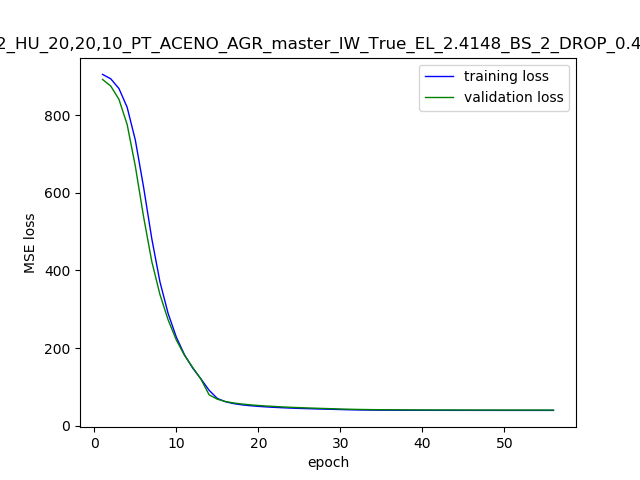 2_HU_20,20,10_PT_ACENO_AGR_master_IW_True_EL_2.4148_BS_2_DROP_0.4
training loss
validation loss
MSE loss
800
600
400
200
0
0 10 20 30 40 50
epoch